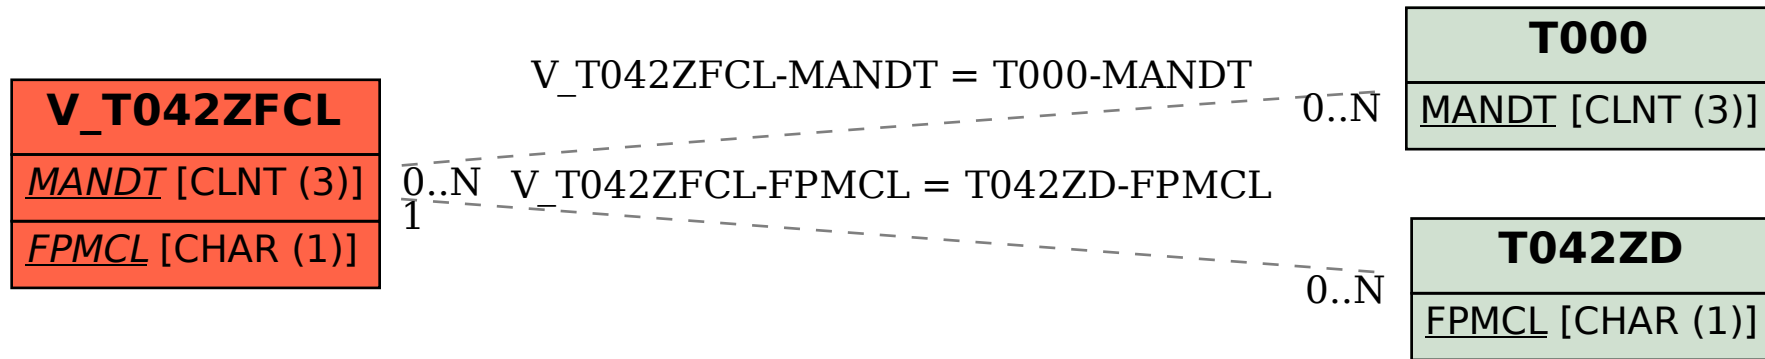 V_T042ZFCL
MANDT [CLNT (3)]
FPMCL [CHAR (1)]
V_T042ZFCL-MANDT = T000-MANDT
0..N
0..N
V_T042ZFCL-FPMCL = T042ZD-FPMCL
1
0..N
T000
MANDT [CLNT (3)]
T042ZD
FPMCL [CHAR (1)]